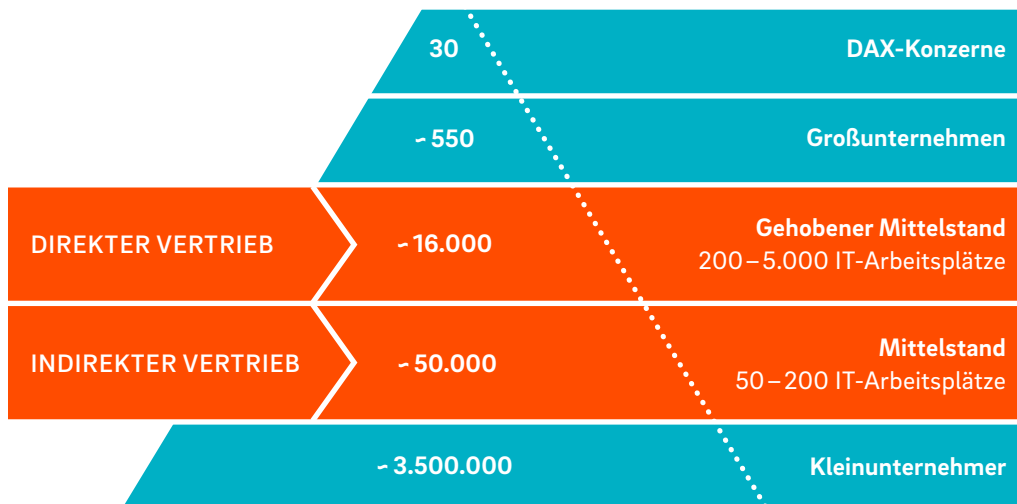 30
DAX-Konzerne
~550
Großunternehmen
DIREKTER VERTRIEB
~16.000
Gehobener Mittelstand
200–5.000 IT-Arbeitsplätze
INDIREKTER VERTRIEB
~50.000
Mittelstand
50–200 IT-Arbeitsplätze
~3.500.000
Kleinunternehmer